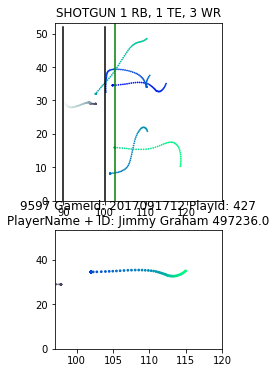 SHOTGUN 1 RB, 1 TE, 3 WR
50
40
30
20
10
0
90 100 110 120
9597 GameId: 2017091712 PlayId: 427
PlayerName + ID: Jimmy Graham 497236.0
40
20
0
100 105 110 115 120